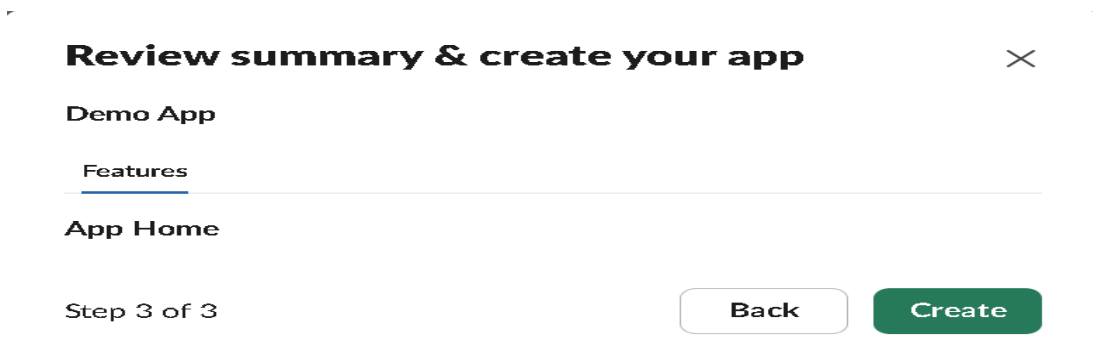 Review summary & create your app
Demo App
Features
App Home
Step 3 of 3
Back
Create